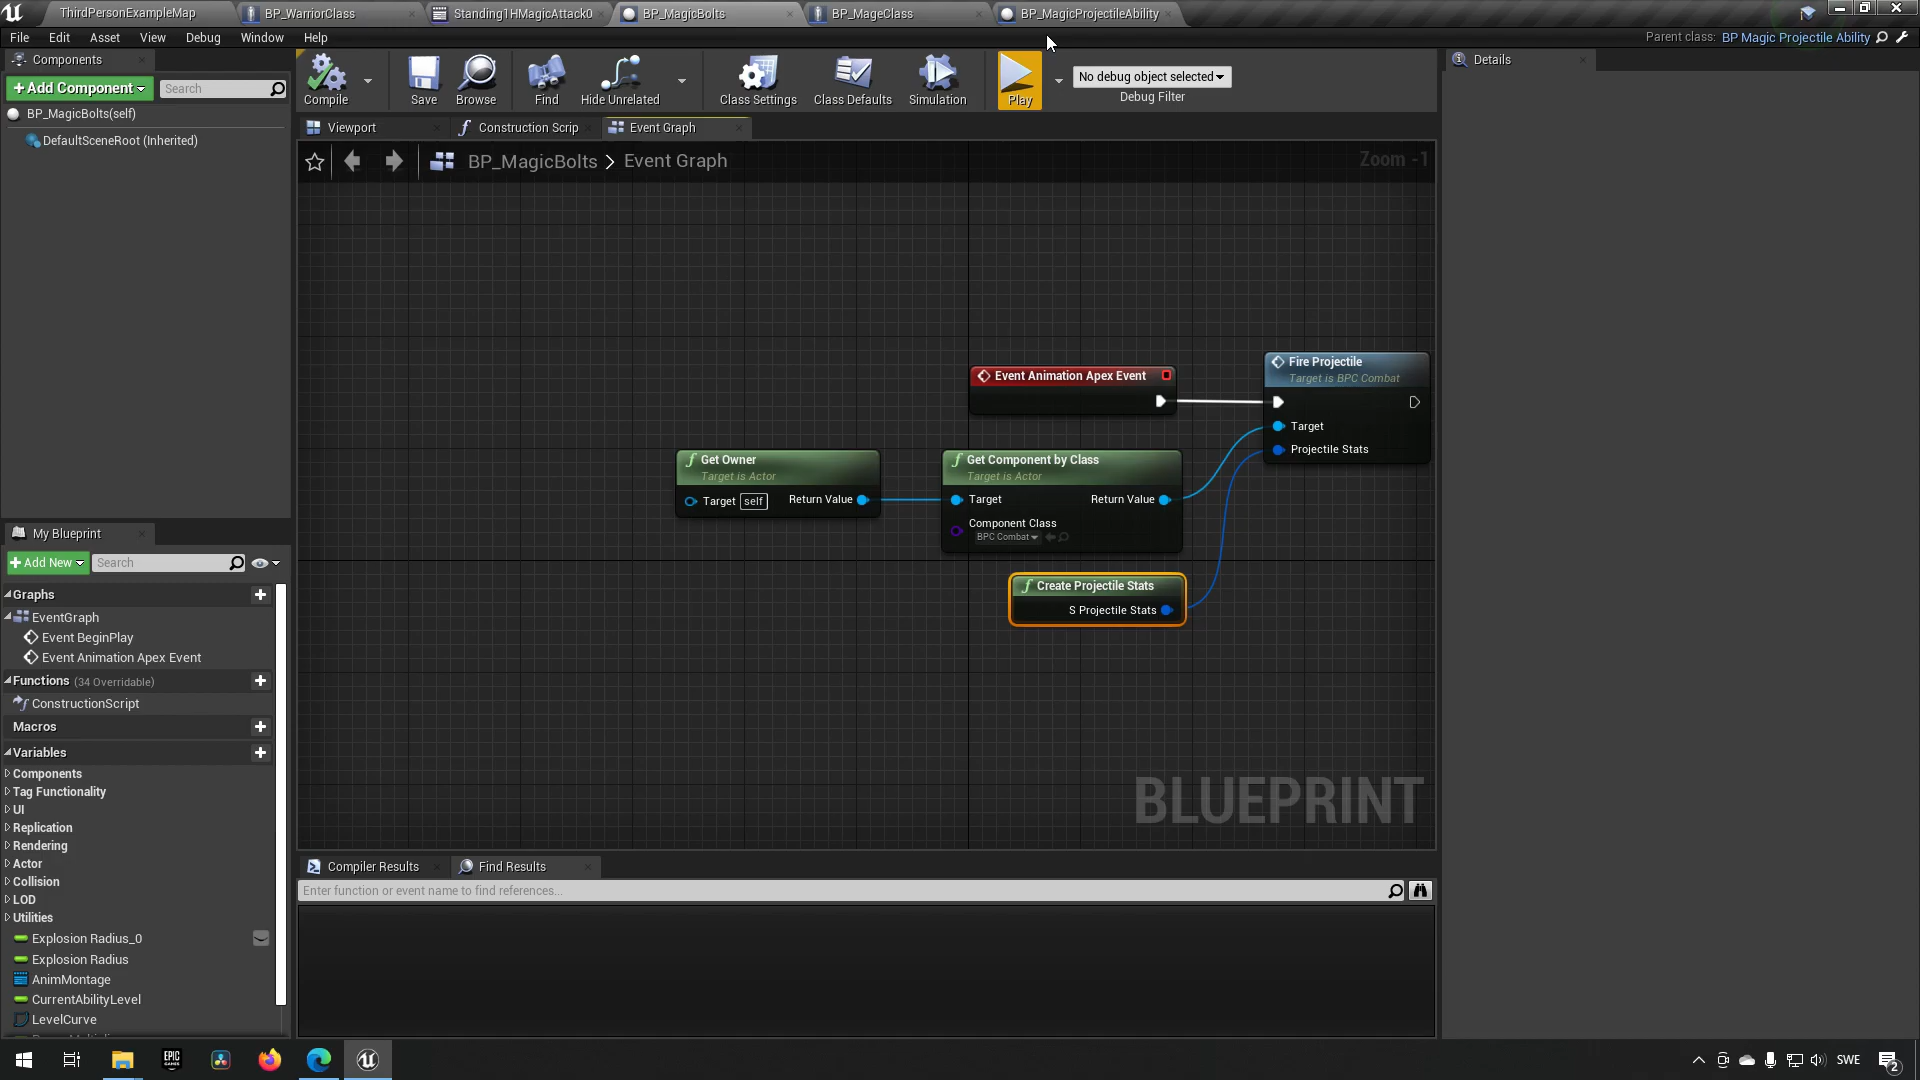 ThirdPersonExampleMap
BP_WarriorClass
Standing1HMagicAttack0
BP_MagicBolts
BP_MageClass
BP_MagicProjectileAbility
File
Edit
Asset
View
Debug
Window
Help
Parent class:
BP Magic Projectile Ability
Components
Add Component
Search
BP_MagicBolts(self)
DefaultSceneRoot (Inherited)
Compile
Save
Browse
Find
Hide Unrelated
Class Settings
Class Defaults
Simulation
Play
No debug object selected
Debug Filter
Details
Viewport
Construction Scrip
Event Graph
BP_MagicBolts > Event Graph
Zoom -1
Event Animation Apex Event
Fire Projectile
Target is BPC Combat
Target
Projectile Stats
Get Owner
Target is Actor
Target
self
Return Value
Get Component by Class
Target is Actor
Target
Return Value
Component Class
BPC Combat
Create Projectile Stats
S Projectile Stats
BLUEPRINT
My Blueprint
Add New
Search
Graphs
EventGraph
Event BeginPlay
Event Animation Apex Event
Functions (34 Overridable)
ConstructionScript
Macros
Variables
Components
Tag Functionality
UI
Replication
Rendering
Actor
Collision
LOD
Utilities
Explosion Radius_0
Explosion Radius
AnimMontage
CurrentAbilityLevel
LevelCurve
Compiler Results
Find Results
Enter function or event name to find references...
EPIC
GAMES
SWE
2